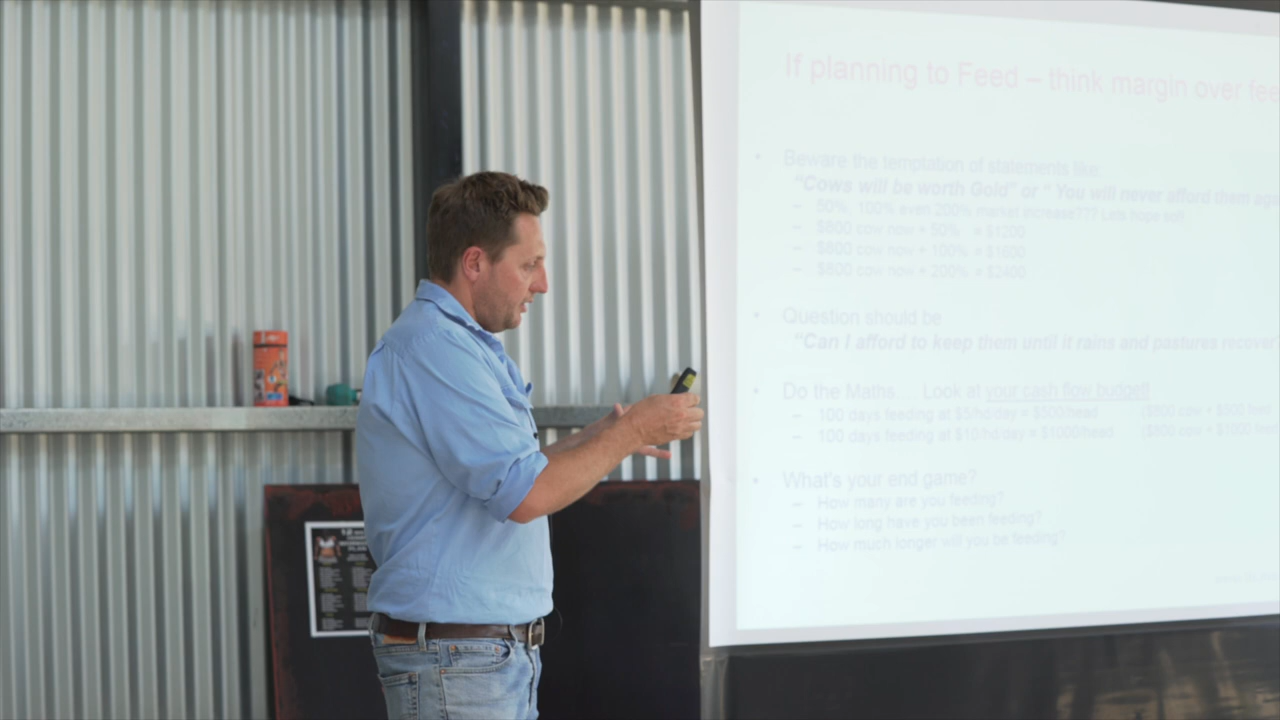 If planning to Feed – think margin over fee
• Beware the temptation of statements like
"Cows will be worth Gold" or " You will never afford them aga
– 50%, 100% even 200% market increase??? Lets hope so!!
– $800 cow now + 50% = $1200
– $800 cow now + 100% = $1600
– $800 cow now + 200% = $2400
• Question should be
"Can I afford to keep them until it rains and pastures recover"
• Do the Maths… Look at your cash flow budget!
– 100 days feeding at $5/hd/day = $500/head ($800 cow + $500 feed
– 100 days feeding at $10/hd/day = $1000/head ($800 cow + $1000 feed
• What's your end game?
– How many are you feeding?
– How long have you been feeding?
– How much longer will you be feeding?